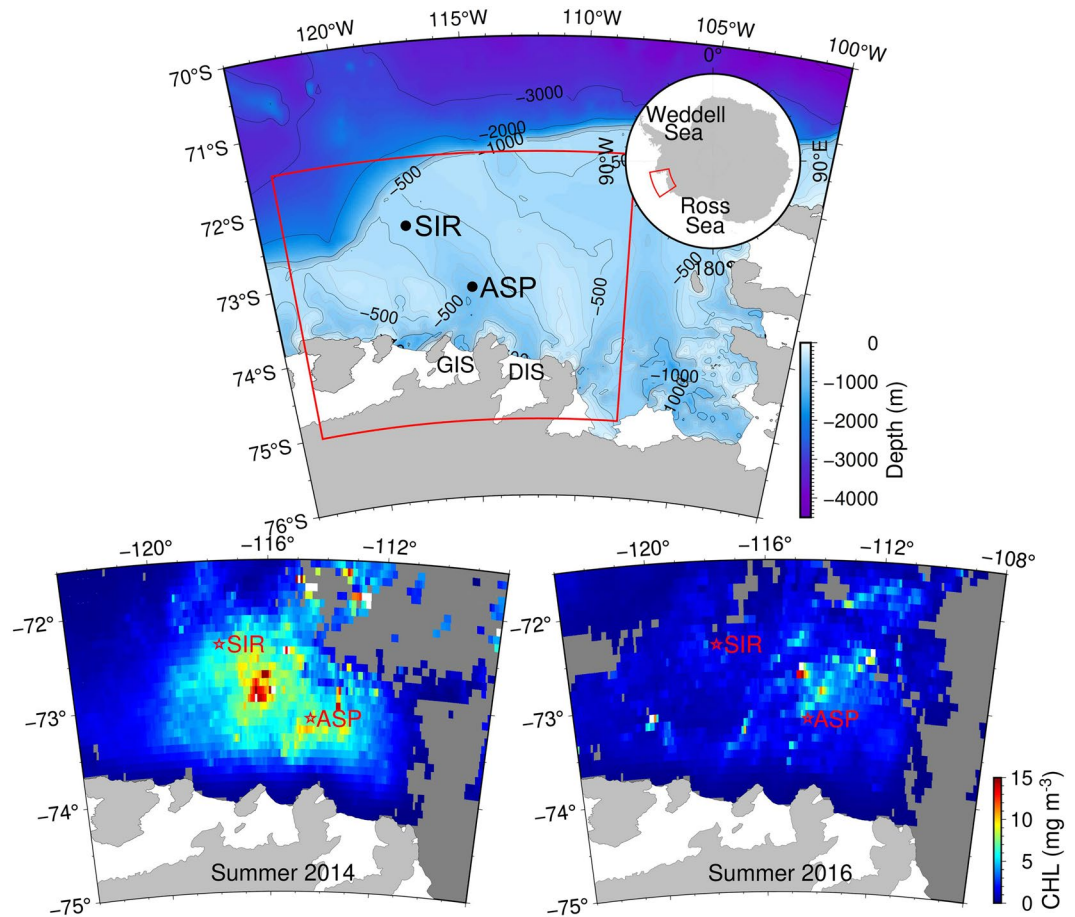 120°W
115°W
110°W
105°W
100°W
70°S
71°S
72°S
73°S
74°S
75°S
76°S
−3000
−2000
−1000
−500
SIR
ASP
−500
−500
−500
−500
−1000
1000
GIS
DIS
0°
Weddell
Sea
90°W
90°E
Ross
Sea
180°
0
−1000
−2000
−3000
−4000
Depth (m)
−120°
−116°
−112°
−72°
−73°
−74°
−75°
SIR
ASP
Summer 2014
−120°
−116°
−112°
−108°
−72°
−73°
−74°
−75°
SIR
ASP
Summer 2016
15
10
5
0
CHL (mg m⁻³)